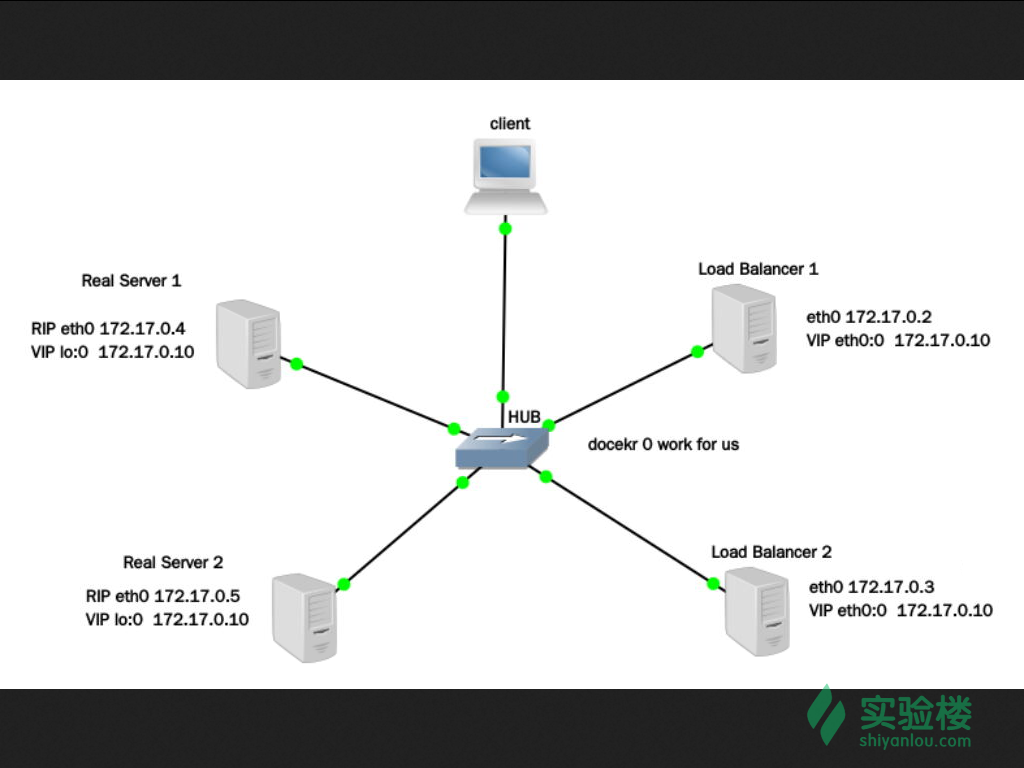 client
Real Server 1
RIP eth0 172.17.0.4
VIP lo:0 172.17.0.10
Load Balancer 1
eth0 172.17.0.2
VIP eth0:0 172.17.0.10
HUB
docekr 0 work for us
Real Server 2
RIP eth0 172.17.0.5
VIP lo:0 172.17.0.10
Load Balancer 2
eth0 172.17.0.3
VIP eth0:0 172.17.0.10
实验楼
shiyanlou.com